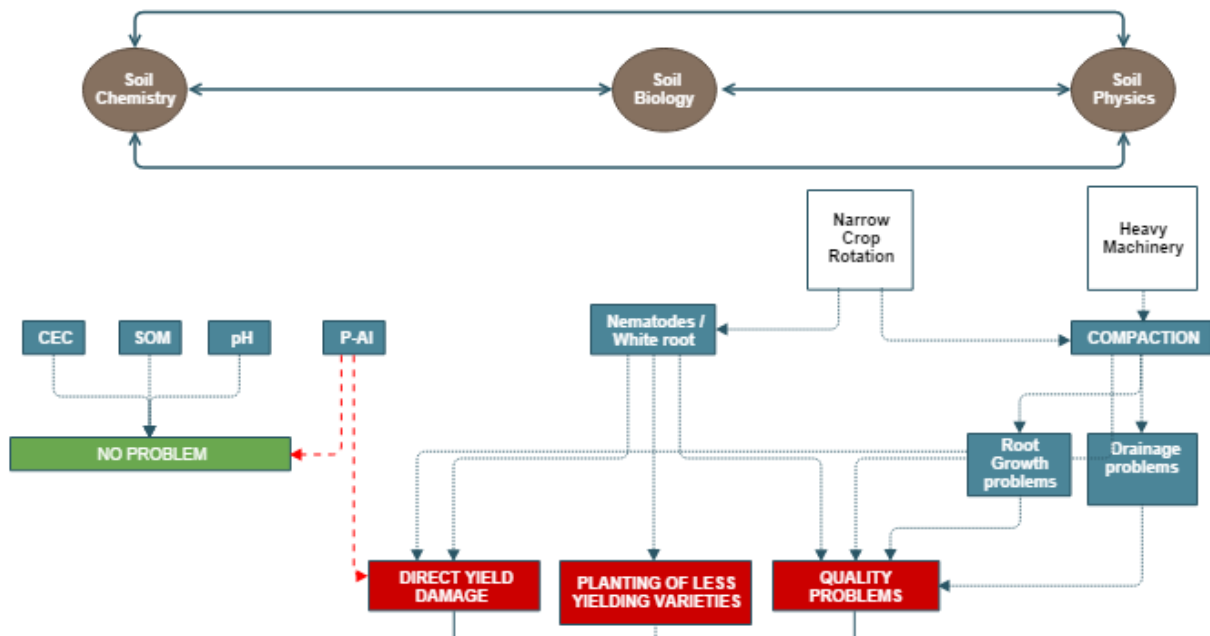 Soil
Chemistry
Soil
Biology
Soil
Physics
Narrow
Crop
Rotation
Heavy
Machinery
CEC
SOM
pH
P-AI
Nematodes /
White root
COMPACTION
NO PROBLEM
Root
Growth
problems
Drainage
problems
DIRECT YIELD
DAMAGE
PLANTING OF LESS
YIELDING VARIETIES
QUALITY
PROBLEMS